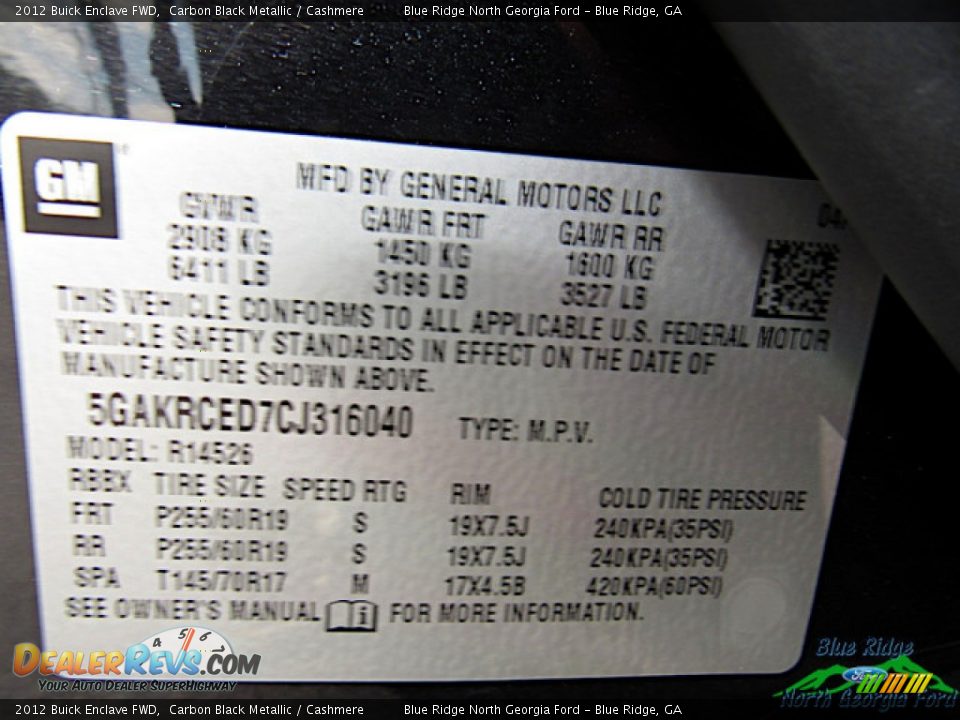 2012 Buick Enclave FWD,  Carbon Black Metallic / Cashmere          Blue Ridge North Georgia Ford - Blue Ridge, GA
GM
MFD BY GENERAL MOTORS LLC
GVWR GAWR FRT GAWR RR
2908 KG 1450 KG 1600 KG
6411 LB 3196 LB 3527 LB
THIS VEHICLE CONFORMS TO ALL APPLICABLE U.S. FEDERAL MOTOR
VEHICLE SAFETY STANDARDS IN EFFECT ON THE DATE OF
MANUFACTURE SHOWN ABOVE.
5GAKRCED7CJ316040 TYPE: M.P.V.
MODEL: R14526
RBBX TIRE SIZE SPEED RTG RIM COLD TIRE PRESSURE
FRT P255/60R19 S 19X7.5J 240KPA(35PSI)
RR P255/60R19 S 19X7.5J 240KPA(35PSI)
SPA T145/70R17 M 17X4.5B 420KPA(60PSI)
SEE OWNER'S MANUAL i FOR MORE INFORMATION.
4 5 6
DEALERREVS.COM
YOUR AUTO DEALER SUPERHIGHWAY
Blue Ridge
Ford
North Georgia Ford
2012 Buick Enclave FWD,  Carbon Black Metallic / Cashmere          Blue Ridge North Georgia Ford - Blue Ridge, GA